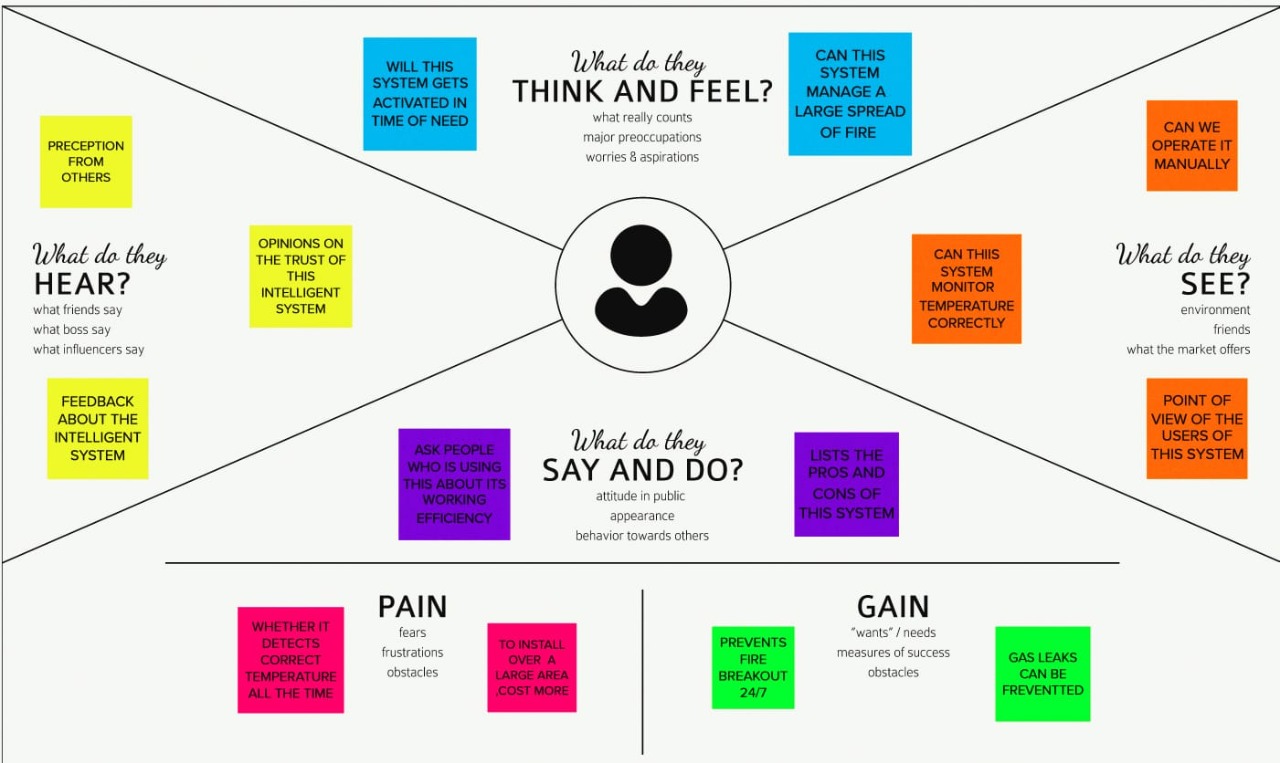 What do they
THINK AND FEEL?
what really counts
major preoccupations
worries & aspirations
WILL THIS
SYSTEM GETS
ACTIVATED IN
TIME OF NEED
CAN THIS
SYSTEM
MANAGE A
LARGE SPREAD
OF FIRE
PRECEPTION
FROM
OTHERS
What do they
HEAR?
what friends say
what boss say
what influencers say
OPINIONS ON
THE TRUST OF
THIS
INTELLIGENT
SYSTEM
FEEDBACK
ABOUT THE
INTELLIGENT
SYSTEM
CAN WE
OPERATE IT
MANUALLY
CAN THIIS
SYSTEM
MONITOR
TEMPERATURE
CORRECTLY
What do they
SEE?
environment
friends
what the market offers
POINT OF
VIEW OF THE
USERS OF
THIS SYSTEM
ASK PEOPLE
WHO IS USING
THIS ABOUT ITS
WORKING
EFFICIENCY
What do they
SAY AND DO?
attitude in public
appearance
behavior towards others
LISTS THE
PROS AND
CONS OF
THIS SYSTEM
WHETHER IT
DETECTS
CORRECT
TEMPERATURE
ALL THE TIME
PAIN
fears
frustrations
obstacles
TO INSTALL
OVER A
LARGE AREA
,COST MORE
PREVENTS
FIRE
BREAKOUT
24/7
GAIN
"wants" / needs
measures of success
obstacles
GAS LEAKS
CAN BE
FREVENTTED